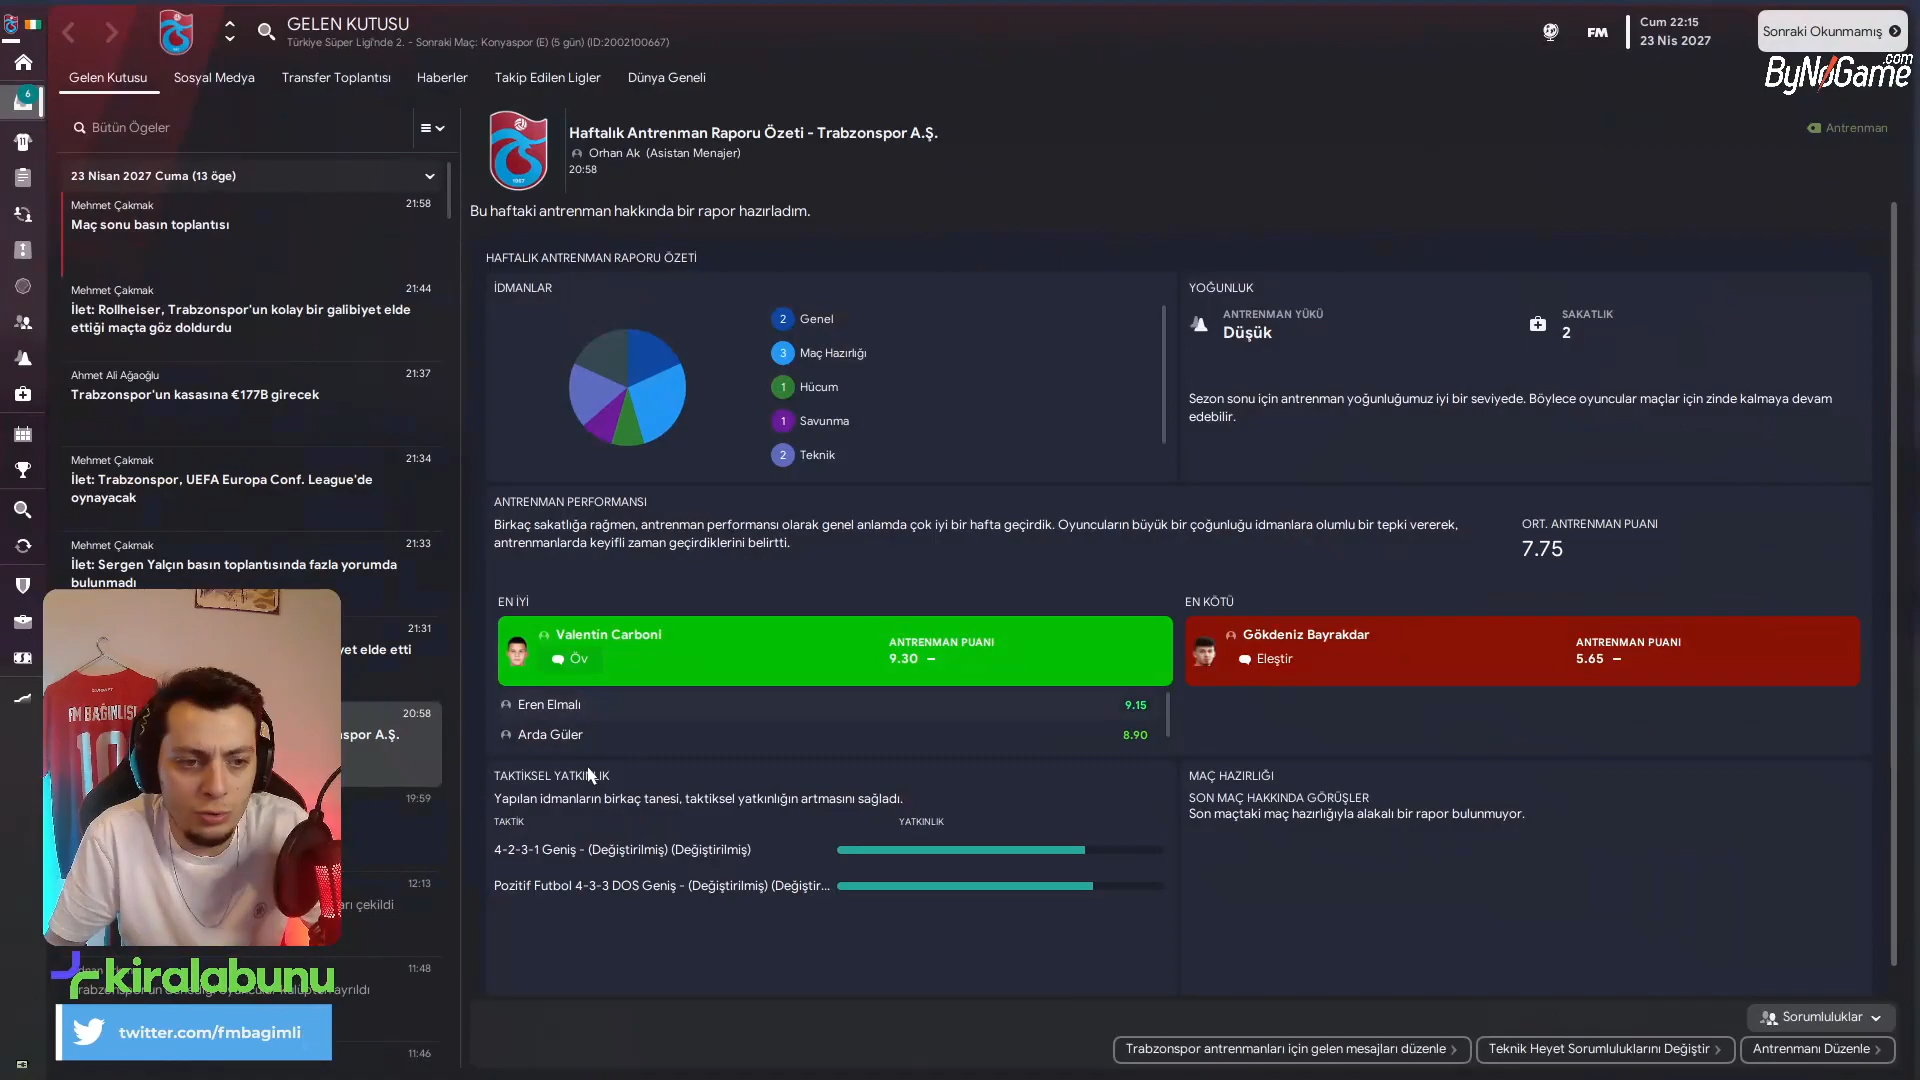 GELEN KUTUSU
Türkiye Süper Ligi'nde 2. - Sonraki Maç: Konyaspor (E) (5 gün) (ID:2002100667)
FM
Cum 22:15
23 Nis 2027
Sonraki Okunmamış
ByNoGame.com
Gelen Kutusu
Sosyal Medya
Transfer Toplantısı
Haberler
Takip Edilen Ligler
Dünya Geneli
6
11
Bütün Ögeler
23 Nisan 2027 Cuma (13 öge)
Mehmet Çakmak 21:58
Maç sonu basın toplantısı
Mehmet Çakmak 21:44
İlet: Rollheiser, Trabzonspor'un kolay bir galibiyet elde
ettiği maçta göz doldurdu
Ahmet Ali Ağaoğlu 21:37
Trabzonspor'un kasasına €177B girecek
Mehmet Çakmak 21:34
İlet: Trabzonspor, UEFA Europa Conf. League'de
oynayacak
Mehmet Çakmak 21:33
İlet: Sergen Yalçın basın toplantısında fazla yorumda
bulunmadı
21:31
yet elde etti
20:58
spor A.Ş.
19:59
12:13
arı çekildi
11:48
kulüpten ayrıldı
11:46
FM BAĞIMLISI
10
kiralabunu
twitter.com/fmbagimli
Haftalık Antrenman Raporu Özeti - Trabzonspor A.Ş.
Orhan Ak (Asistan Menajer)
20:58
Antrenman
Bu haftaki antrenman hakkında bir rapor hazırladım.
HAFTALIK ANTRENMAN RAPORU ÖZETİ
İDMANLAR
2 Genel
3 Maç Hazırlığı
1 Hücum
1 Savunma
2 Teknik
YOĞUNLUK
ANTRENMAN YÜKÜ
Düşük
SAKATLIK
2
Sezon sonu için antrenman yoğunluğumuz iyi bir seviyede. Böylece oyuncular maçlar için zinde kalmaya devam
edebilir.
ANTRENMAN PERFORMANSI
Birkaç sakatlığa rağmen, antrenman performansı olarak genel anlamda çok iyi bir hafta geçirdik. Oyuncuların büyük bir çoğunluğu idmanlara olumlu bir tepki vererek,
antrenmanlarda keyifli zaman geçirdiklerini belirtti.
ORT. ANTRENMAN PUANI
7.75
EN İYİ
Valentin Carboni
Öv
ANTRENMAN PUANI
9.30 –
Eren Elmalı 9.15
Arda Güler 8.90
EN KÖTÜ
Gökdeniz Bayrakdar
Eleştir
ANTRENMAN PUANI
5.65 –
TAKTİKSEL YATKINLIK
Yapılan idmanların birkaç tanesi, taktiksel yatkınlığın artmasını sağladı.
TAKTİK YATKINLIK
4-2-3-1 Geniş - (Değiştirilmiş) (Değiştirilmiş)
Pozitif Futbol 4-3-3 DOS Geniş - (Değiştirilmiş) (Değiştir...
MAÇ HAZIRLIĞI
SON MAÇ HAKKINDA GÖRÜŞLER
Son maçtaki maç hazırlığıyla alakalı bir rapor bulunmuyor.
Sorumluluklar
Trabzonspor antrenmanları için gelen mesajları düzenle
Teknik Heyet Sorumluluklarını Değiştir
Antrenmanı Düzenle